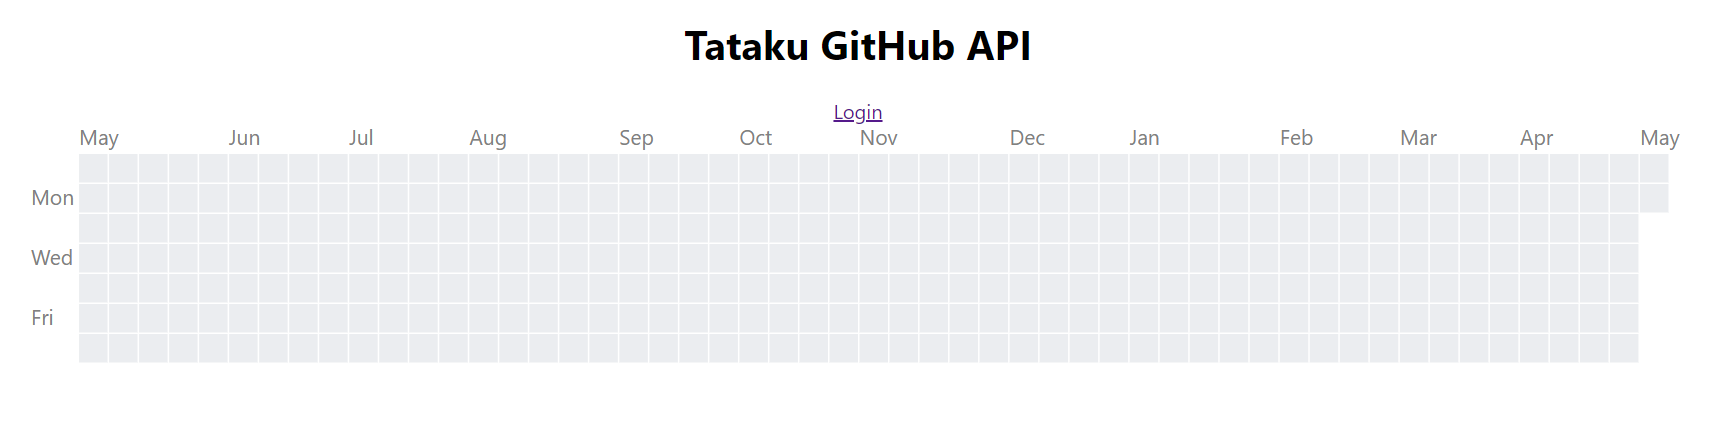 Tataku GitHub API
Login
May Jun Jul Aug Sep Oct Nov Dec Jan Feb Mar Apr May
Mon
Wed
Fri